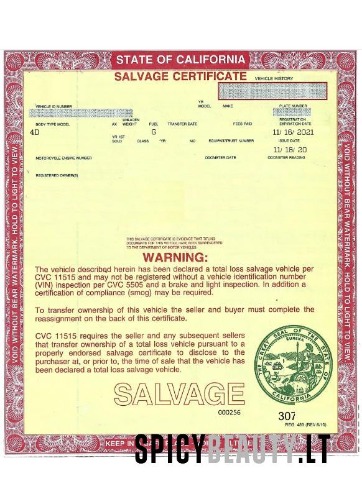 STATE OF CALIFORNIA
SALVAGE CERTIFICATE
VEHICLE HISTORY
VEHICLE ID NUMBER
YR MODEL MAKE PLATE NUMBER
BODY TYPE MODEL AX UNLADEN WEIGHT FUEL TRANSFER DATE FEES PAID REGISTRATION EXPIRATION DATE
4D G 11/16/2021
YR 1ST SOLD CLASS YR MO EQUIPMT/TRUST NUMBER ISSUE DATE
11/18/20
MOTORCYCLE ENGINE NUMBER ODOMETER DATE ODOMETER READING
REGISTERED OWNER(S)
THIS SALVAGE CERTIFICATE IS EVIDENCE THAT TITLING
DOCUMENTS FOR THIS VEHICLE HAVE BEEN SURRENDERED
TO THE DEPARTMENT OF MOTOR VEHICLES.
WARNING:
The vehicle described herein has been declared a total loss salvage vehicle per
CVC 11515 and may not be registered without a vehicle identification number
(VIN) inspection per CVC 5505 and a brake and light inspection. In addition a
certification of compliance (smog) may be required.
To transfer ownership of this vehicle the seller and buyer must complete the
reassignment on the back of this certificate.
CVC 11515 requires the seller and any subsequent sellers
that transfer ownership of a total loss vehicle pursuant to a
properly endorsed salvage certificate to disclose to the
purchaser at, or prior to, the time of sale that the vehicle has
been declared a total loss salvage vehicle.
SALVAGE
000256
307
REG. 489 (REV 6/13)
VOID WITHOUT BEAR WATERMARK. HOLD TO LIGHT TO VIEW
VOID WITHOUT BEAR WATERMARK. HOLD TO LIGHT TO VIEW
THE GREAT SEAL OF THE STATE OF CALIFORNIA
EUREKA
SPICYBEAUTY.LT